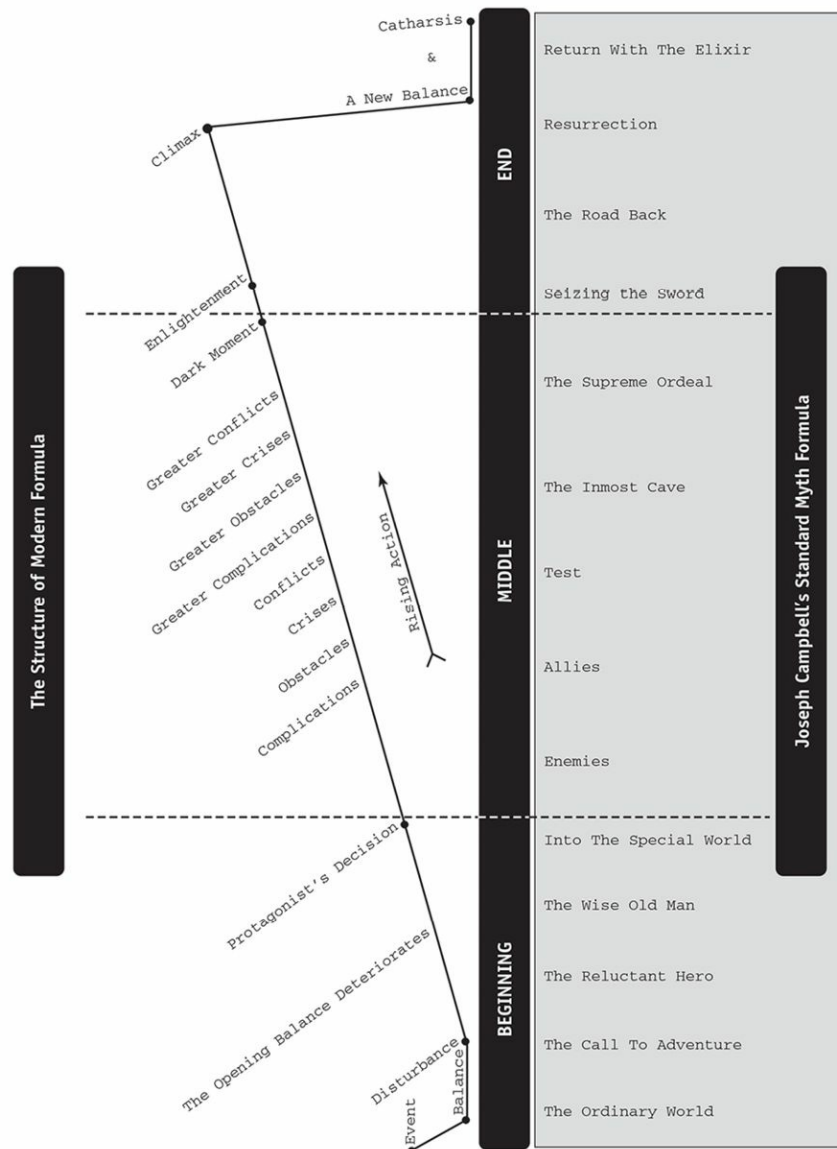 The Structure of Modern Formula
Catharsis
&
A New Balance
Climax
Enlightenment
Dark Moment
Greater Conflicts
Greater Crises
Greater Obstacles
Greater Complications
Conflicts
Crises
Obstacles
Complications
Rising Action
Protagonist's Decision
The Opening Balance Deteriorates
Disturbance
Balance
Event
END
MIDDLE
BEGINNING
Return With The Elixir
Resurrection
The Road Back
Seizing the Sword
The Supreme Ordeal
The Inmost Cave
Test
Allies
Enemies
Into The Special World
The Wise Old Man
The Reluctant Hero
The Call To Adventure
The Ordinary World
Joseph Campbell's Standard Myth Formula